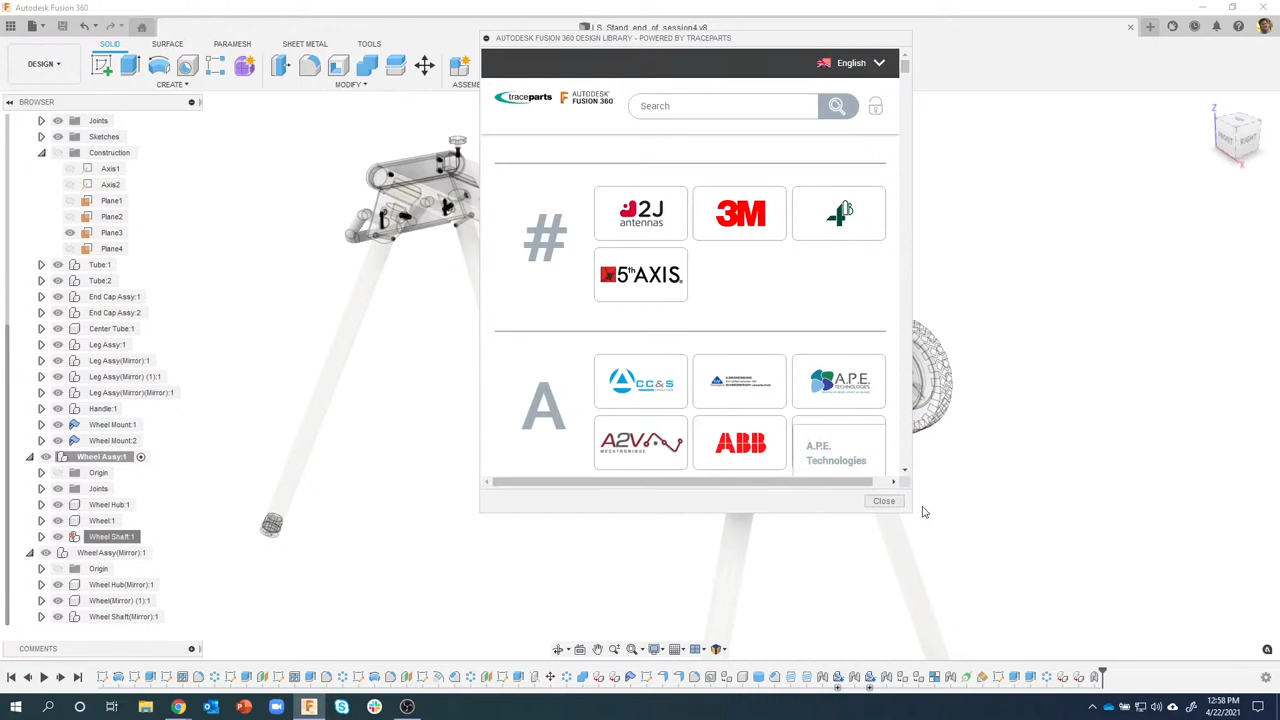 Autodesk Fusion 360
LS_Stand_end_of_session4 v8
SOLID
SURFACE
PARAMESH
SHEET METAL
TOOLS
DESIGN
CREATE
MODIFY
ASSEMB
BROWSER
Joints
Sketches
Construction
Axis1
Axis2
Plane1
Plane2
Plane3
Plane4
Tube:1
Tube:2
End Cap Assy:1
End Cap Assy:2
Center Tube:1
Leg Assy:1
Leg Assy(Mirror):1
Leg Assy(Mirror) (1):1
Leg Assy(Mirror)(Mirror):1
Handle:1
Wheel Mount:1
Wheel Mount:2
Wheel Assy:1
Origin
Joints
Wheel Hub:1
Wheel:1
Wheel Shaft:1
Wheel Assy(Mirror):1
Origin
Wheel Hub(Mirror):1
Wheel(Mirror) (1):1
Wheel Shaft(Mirror):1
COMMENTS
AUTODESK FUSION 360 DESIGN LIBRARY - POWERED BY TRACEPARTS
English
traceparts
AUTODESK
FUSION 360
Search
#
2J
antennas
3M
4B
5th AXIS
A
CC&S
A.P.E.
TECHNOLOGIES
A2V
MECATRONIQUE
ABB
A.P.E.
Technologies
Close
Z
FRONT
RIGHT
X
12:58 PM
4/22/2021